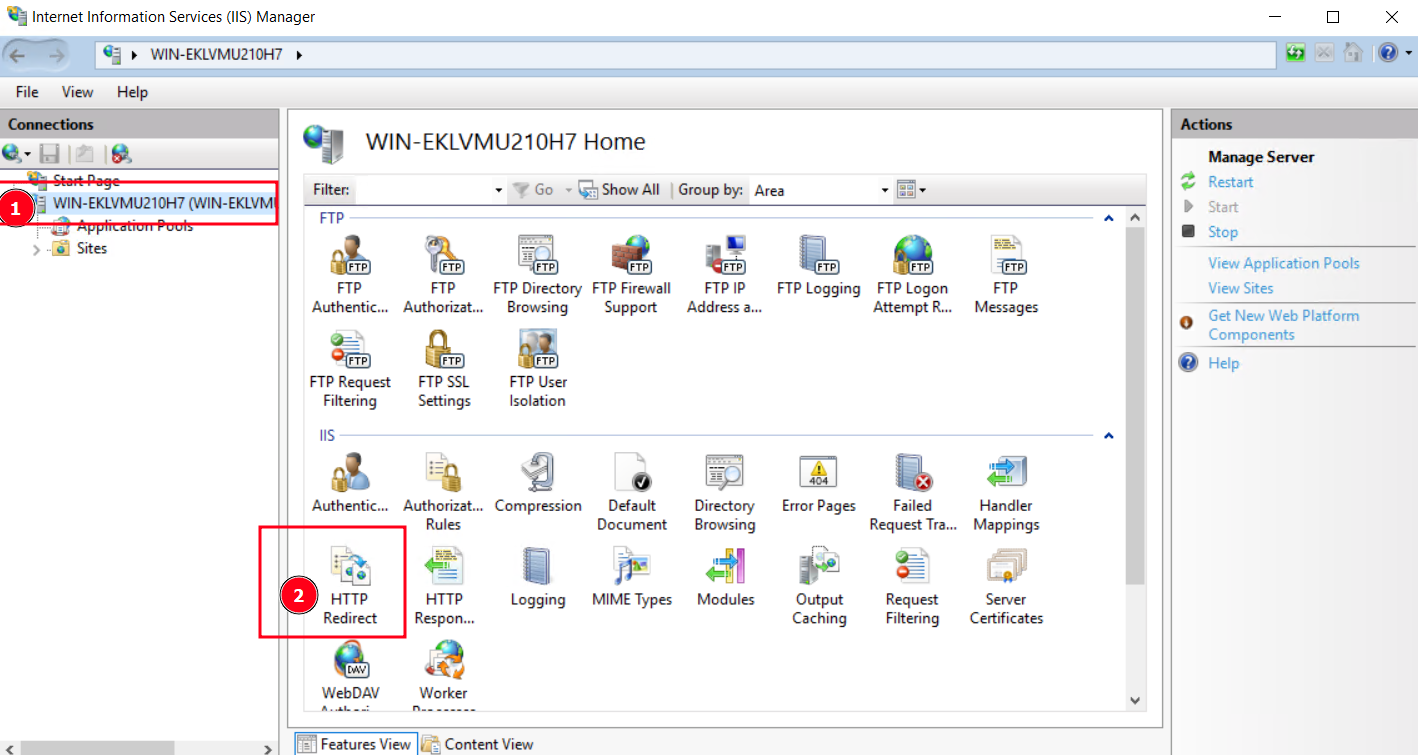 Internet Information Services (IIS) Manager
WIN-EKLVMU210H7
File View Help
Connections
Start Page
WIN-EKLVMU210H7 (WIN-EKLVMU
Application Pools
Sites
1
WIN-EKLVMU210H7 Home
Filter: Go Show All Group by: Area
FTP
FTP Authentic...
FTP Authorizat...
FTP Directory Browsing
FTP Firewall Support
FTP IP Address a...
FTP Logging
FTP Logon Attempt R...
FTP Messages
FTP Request Filtering
FTP SSL Settings
FTP User Isolation
IIS
Authentic...
Authorizat... Rules
Compression
Default Document
Directory Browsing
404
Error Pages
Failed Request Tra...
Handler Mappings
2
HTTP Redirect
HTTP Respon...
Logging
MIME Types
Modules
Output Caching
Request Filtering
Server Certificates
DAV
WebDAV Authori...
Worker Processes
Features View Content View
Actions
Manage Server
Restart
Start
Stop
View Application Pools
View Sites
Get New Web Platform
Components
Help